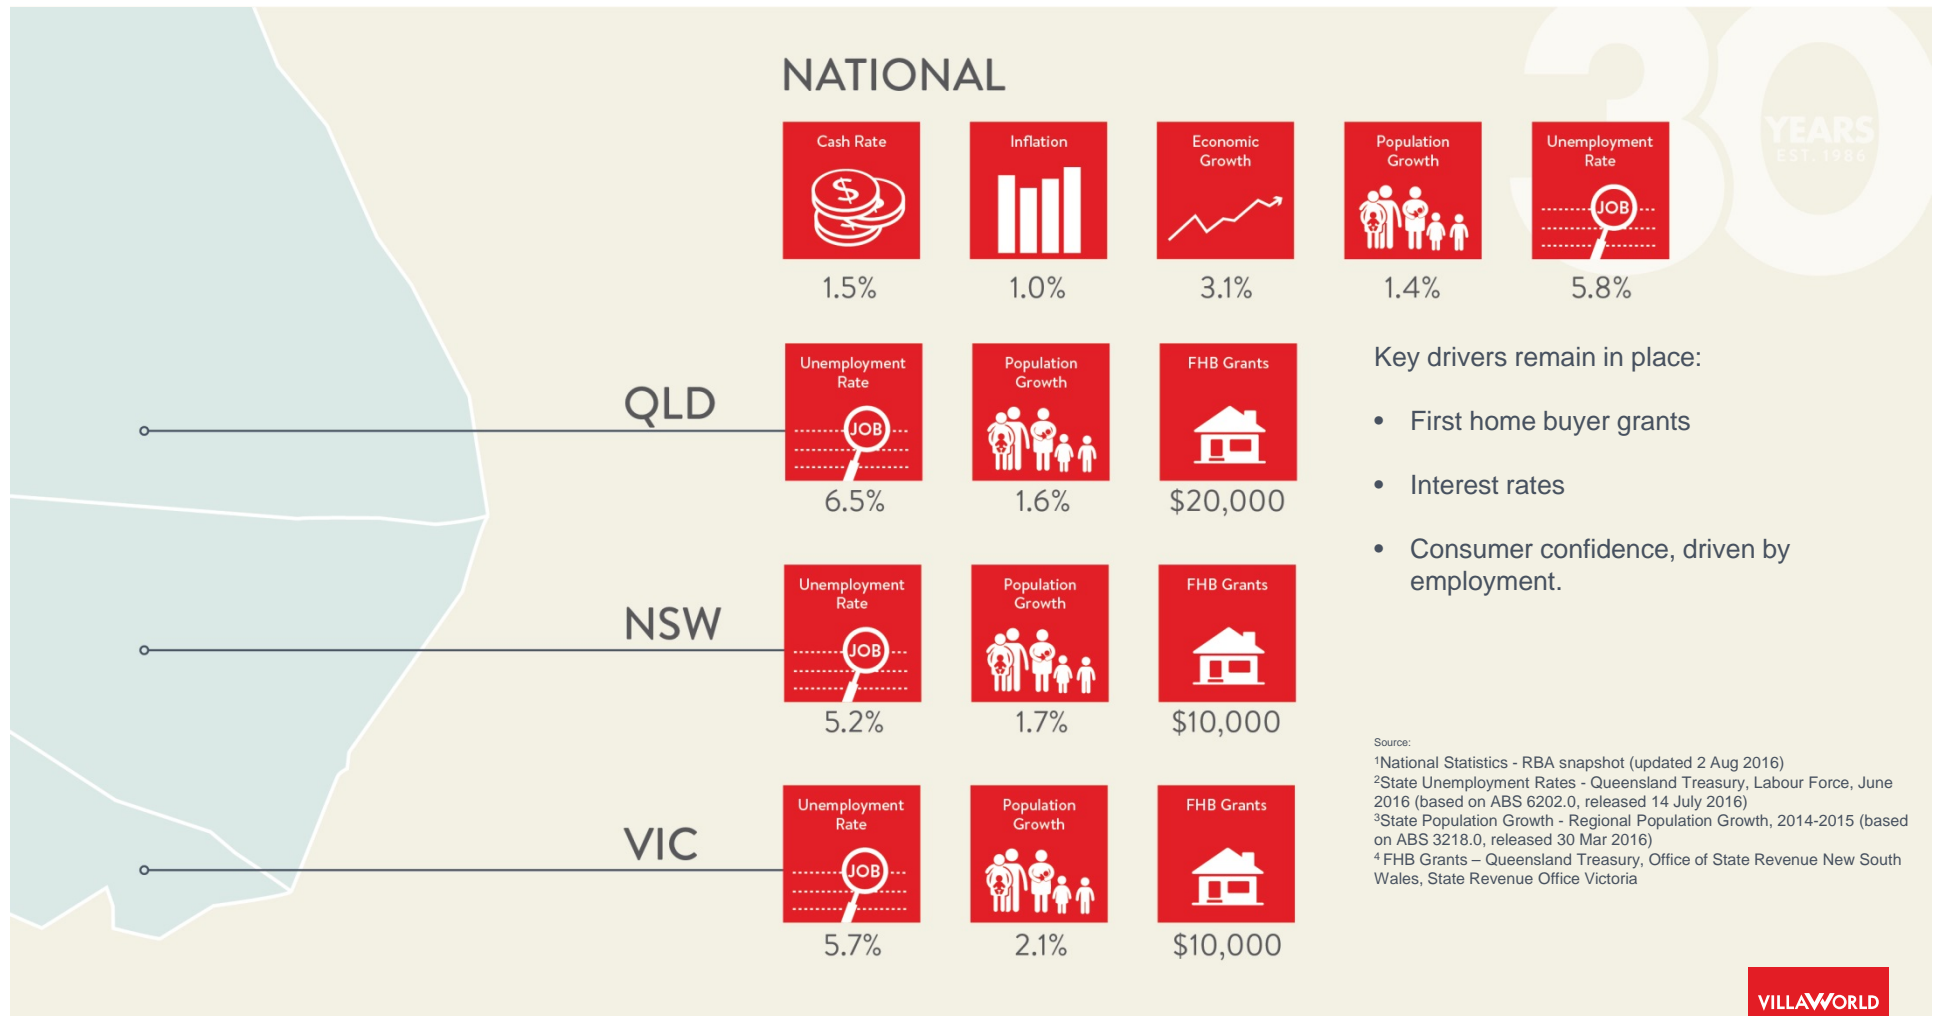 30
YEARS
EST. 1986
NATIONAL
Cash Rate
$
$
1.5%
Inflation
1.0%
Economic
Growth
3.1%
Population
Growth
1.4%
Unemployment
Rate
JOB
5.8%
QLD
Unemployment
Rate
JOB
6.5%
Population
Growth
1.6%
FHB Grants
$20,000
NSW
Unemployment
Rate
JOB
5.2%
Population
Growth
1.7%
FHB Grants
$10,000
VIC
Unemployment
Rate
JOB
5.7%
Population
Growth
2.1%
FHB Grants
$10,000
Key drivers remain in place:
• First home buyer grants
• Interest rates
• Consumer confidence, driven by
employment.
Source:
¹National Statistics - RBA snapshot (updated 2 Aug 2016)
²State Unemployment Rates - Queensland Treasury, Labour Force, June
2016 (based on ABS 6202.0, released 14 July 2016)
³State Population Growth - Regional Population Growth, 2014-2015 (based
on ABS 3218.0, released 30 Mar 2016)
⁴ FHB Grants – Queensland Treasury, Office of State Revenue New South
Wales, State Revenue Office Victoria
VILLAWORLD